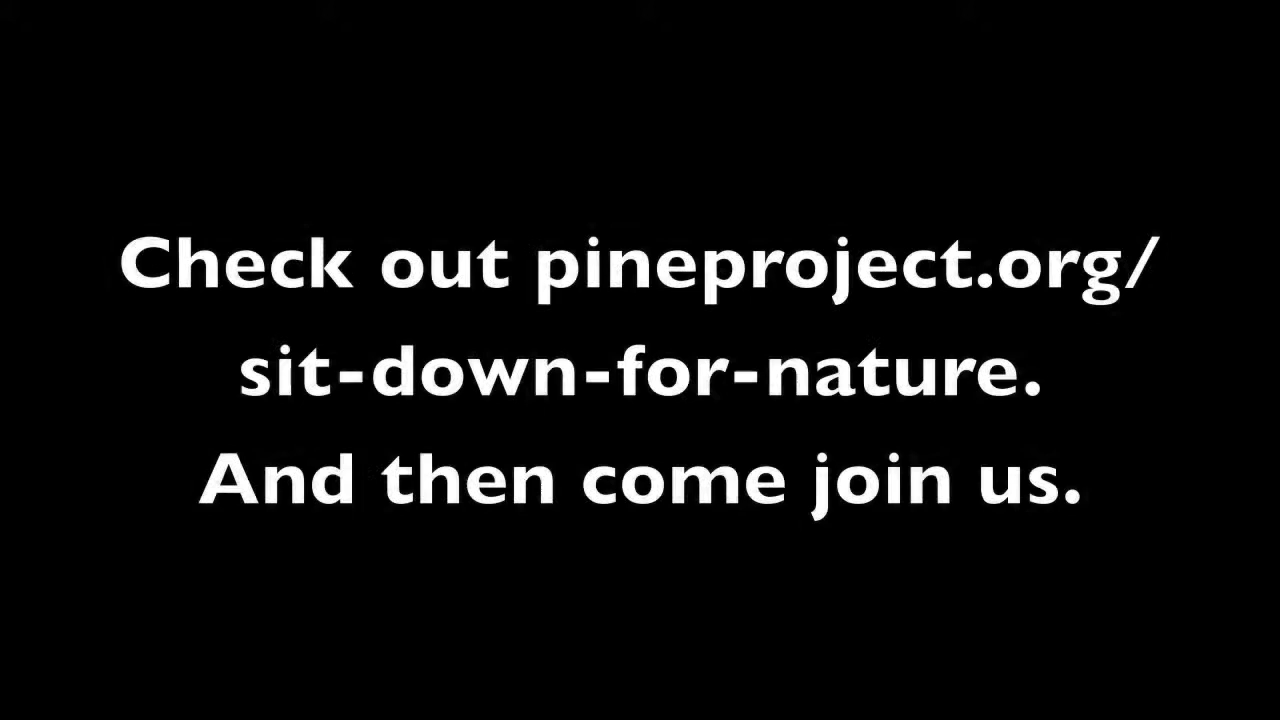 Check out pineproject.org/
sit-down-for-nature.
And then come join us.